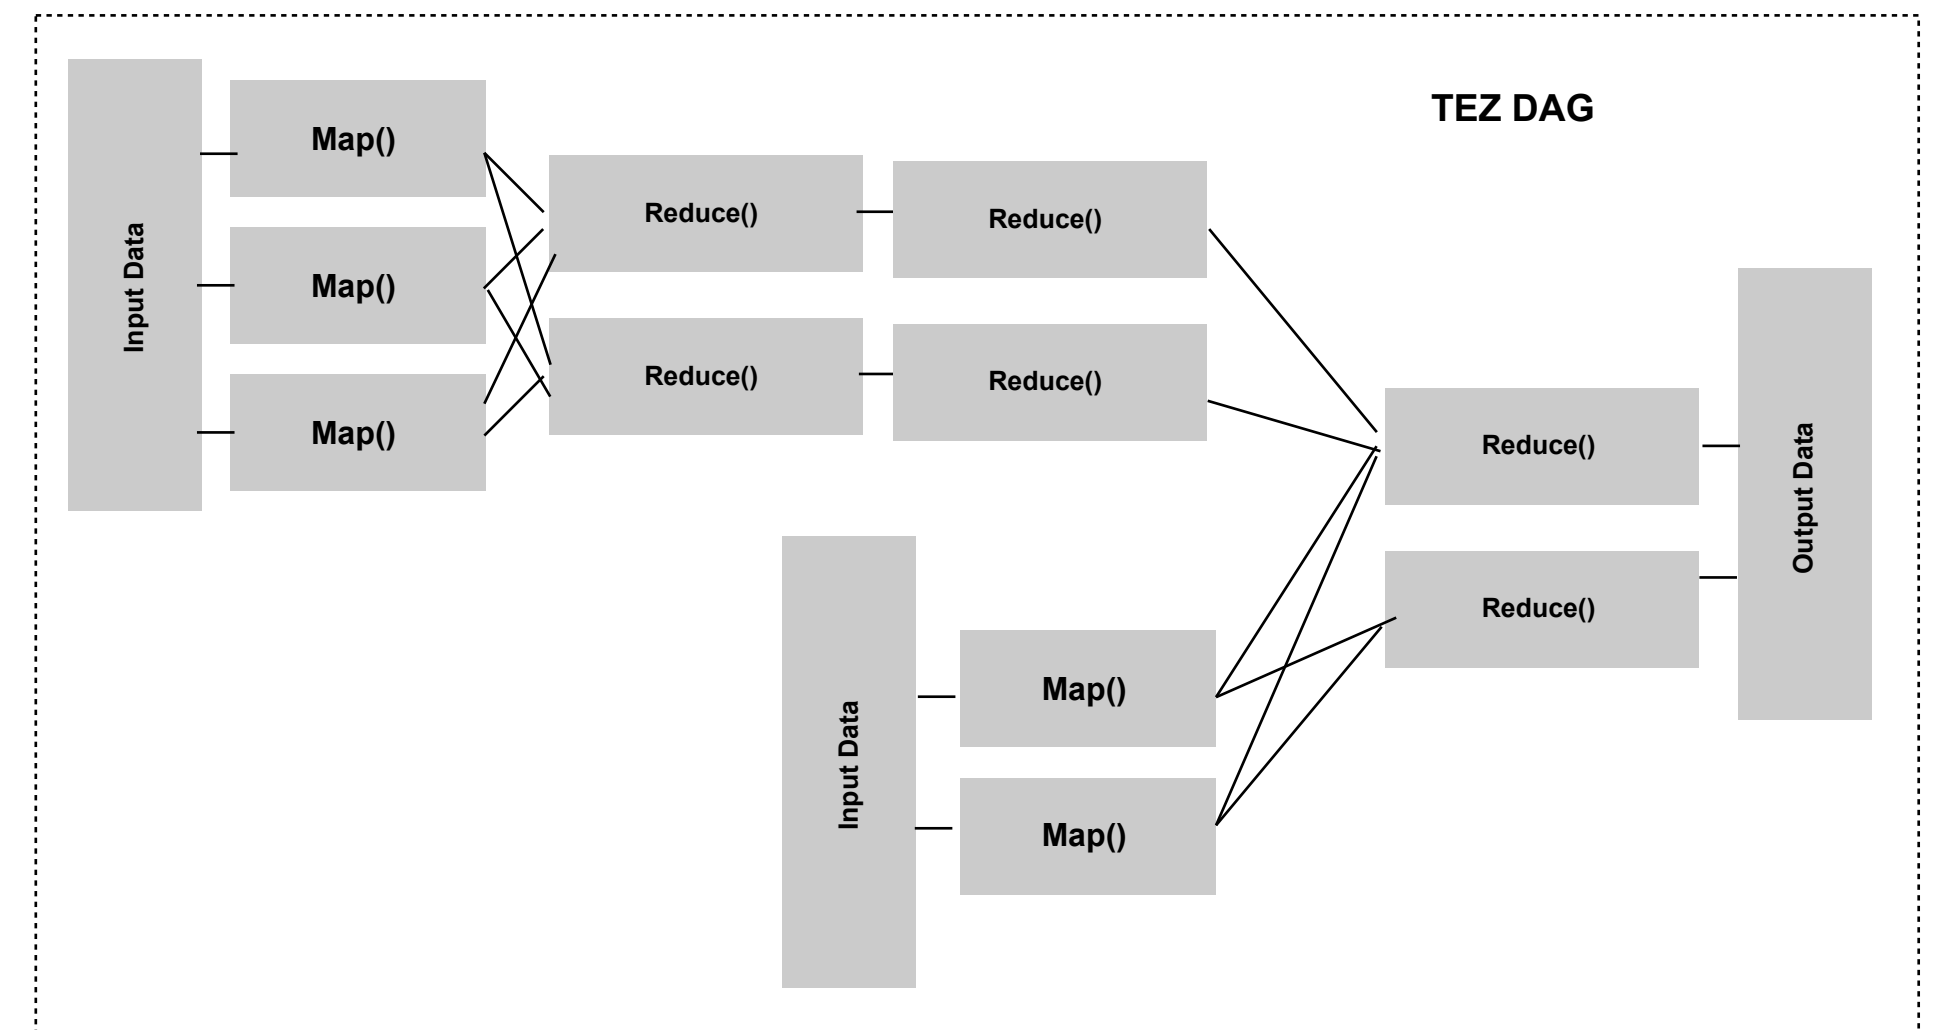 TEZ DAG
Input Data
Map()
Map()
Map()
Reduce()
Reduce()
Reduce()
Reduce()
Input Data
Map()
Map()
Reduce()
Reduce()
Output Data